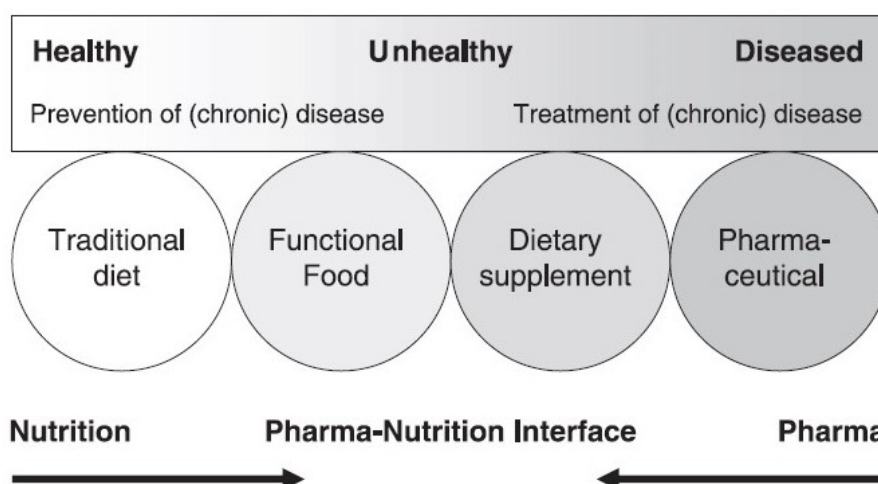 Healthy Unhealthy Diseased
Prevention of (chronic) disease Treatment of (chronic) disease
Traditional
diet
Functional
Food
Dietary
supplement
Pharma-
ceutical
Nutrition Pharma-Nutrition Interface Pharma